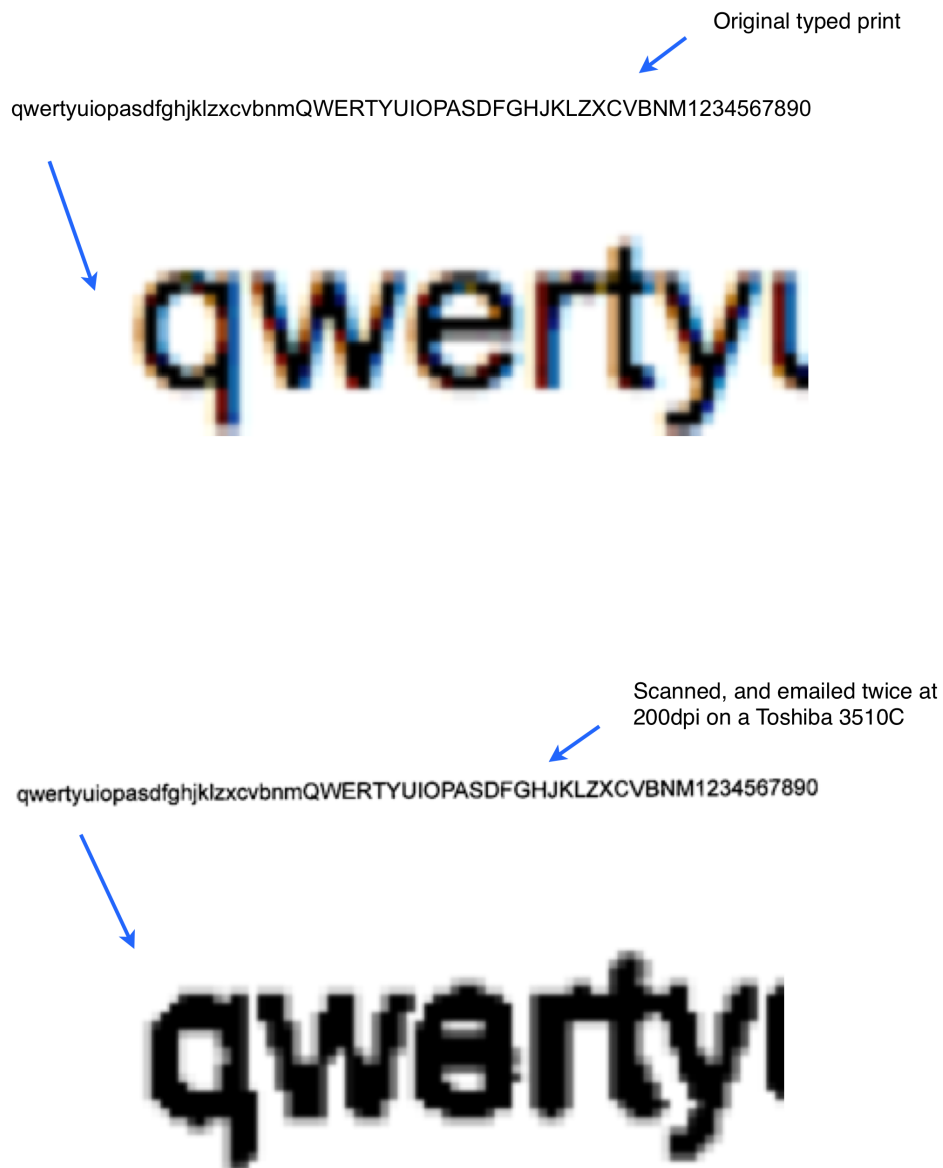 Original typed print
qwertyuiopasdfghjklzxcvbnmQWERTYUIOPASDFGHJKLZXCVBNM1234567890
qwertyu
Scanned, and emailed twice at
200dpi on a Toshiba 3510C
qwertyuiopasdfghjklzxcvbnmQWERTYUIOPASDFGHJKLZXCVBNM1234567890
qwerty